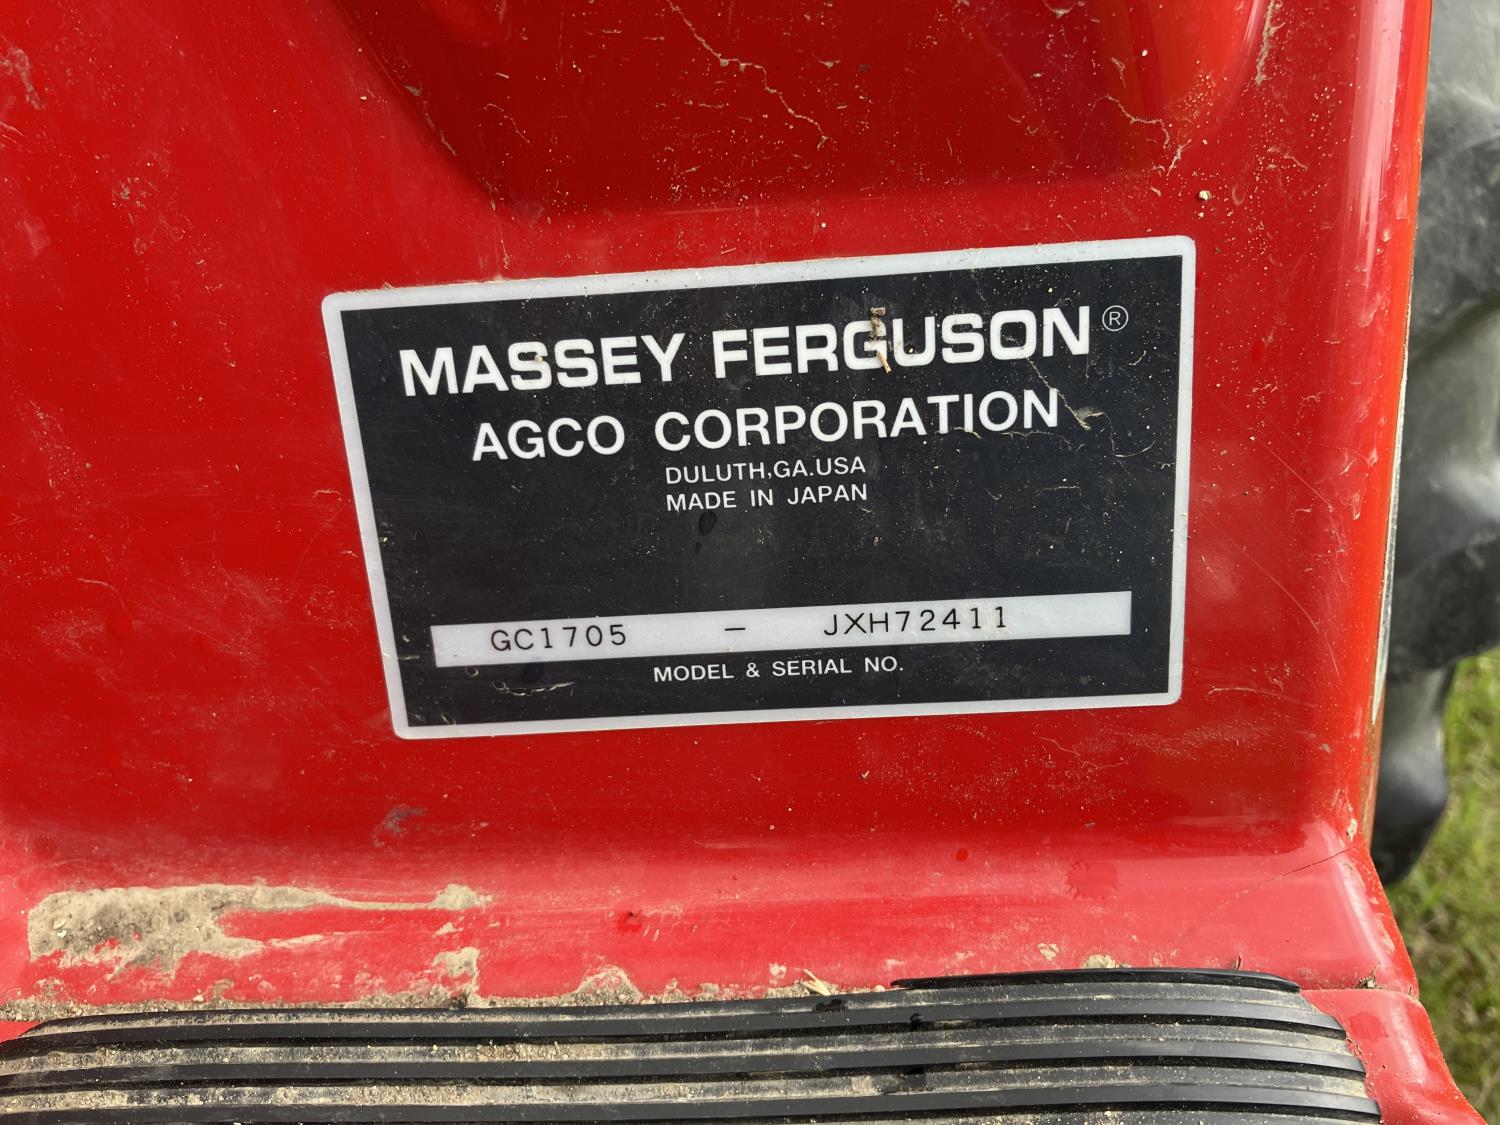 MASSEY FERGUSON®
AGCO CORPORATION
DULUTH,GA.USA
MADE IN JAPAN
GC1705 – JXH72411
MODEL & SERIAL NO.